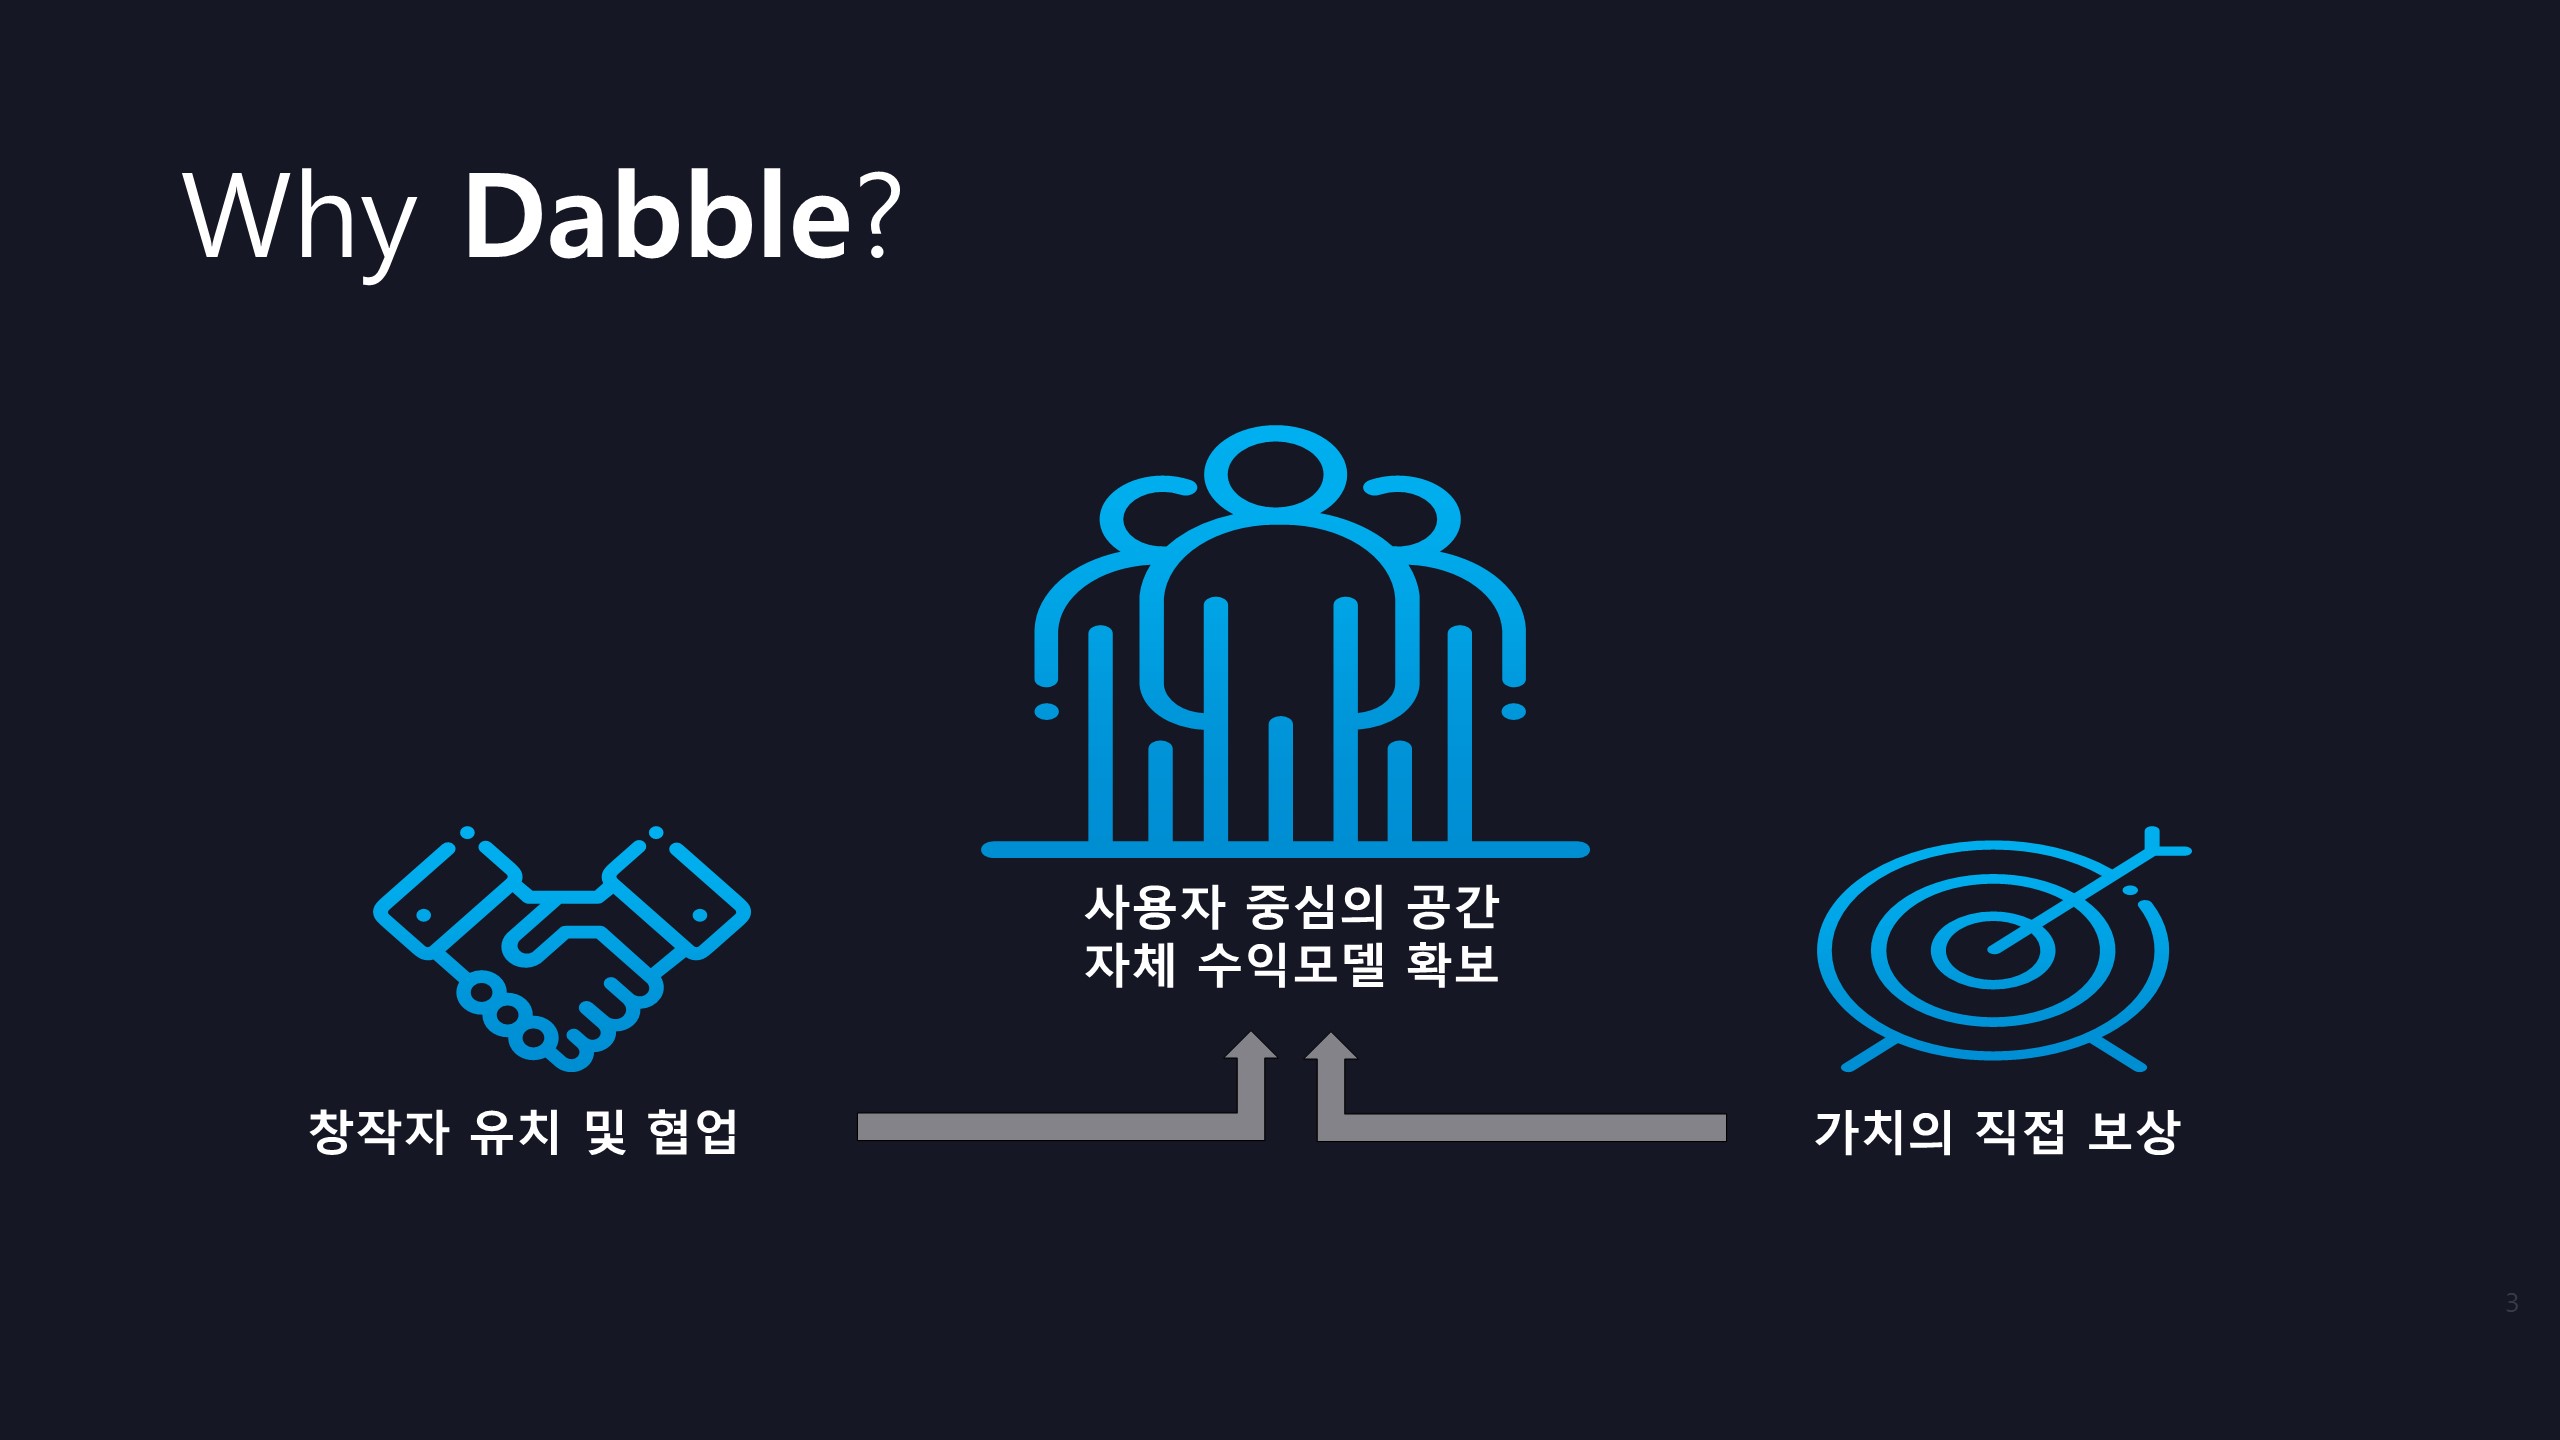 Why Dabble?
사용자 중심의 공간
자체 수익모델 확보
창작자 유치 및 협업
가치의 직접 보상
3